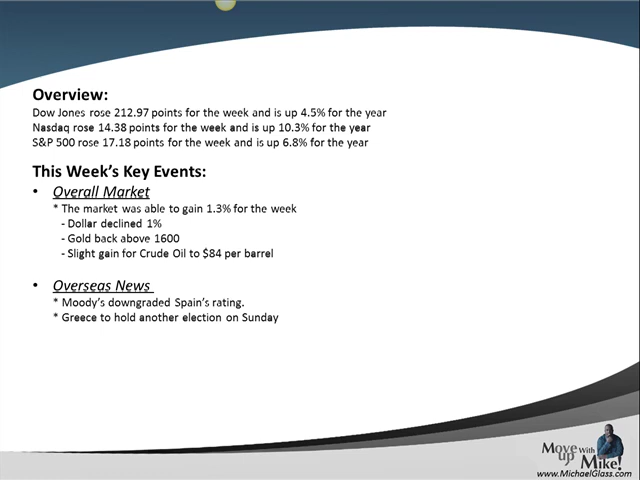 Overview:
Dow Jones rose 212.97 points for the week and is up 4.5% for the year
Nasdaq rose 14.38 points for the week and is up 10.3% for the year
S&P 500 rose 17.18 points for the week and is up 6.8% for the year
This Week's Key Events:
• Overall Market
* The market was able to gain 1.3% for the week
- Dollar declined 1%
- Gold back above 1600
- Slight gain for Crude Oil to $84 per barrel
• Overseas News
* Moody's downgraded Spain's rating.
* Greece to hold another election on Sunday
Move up With Mike!
www.MichaelGlass.com